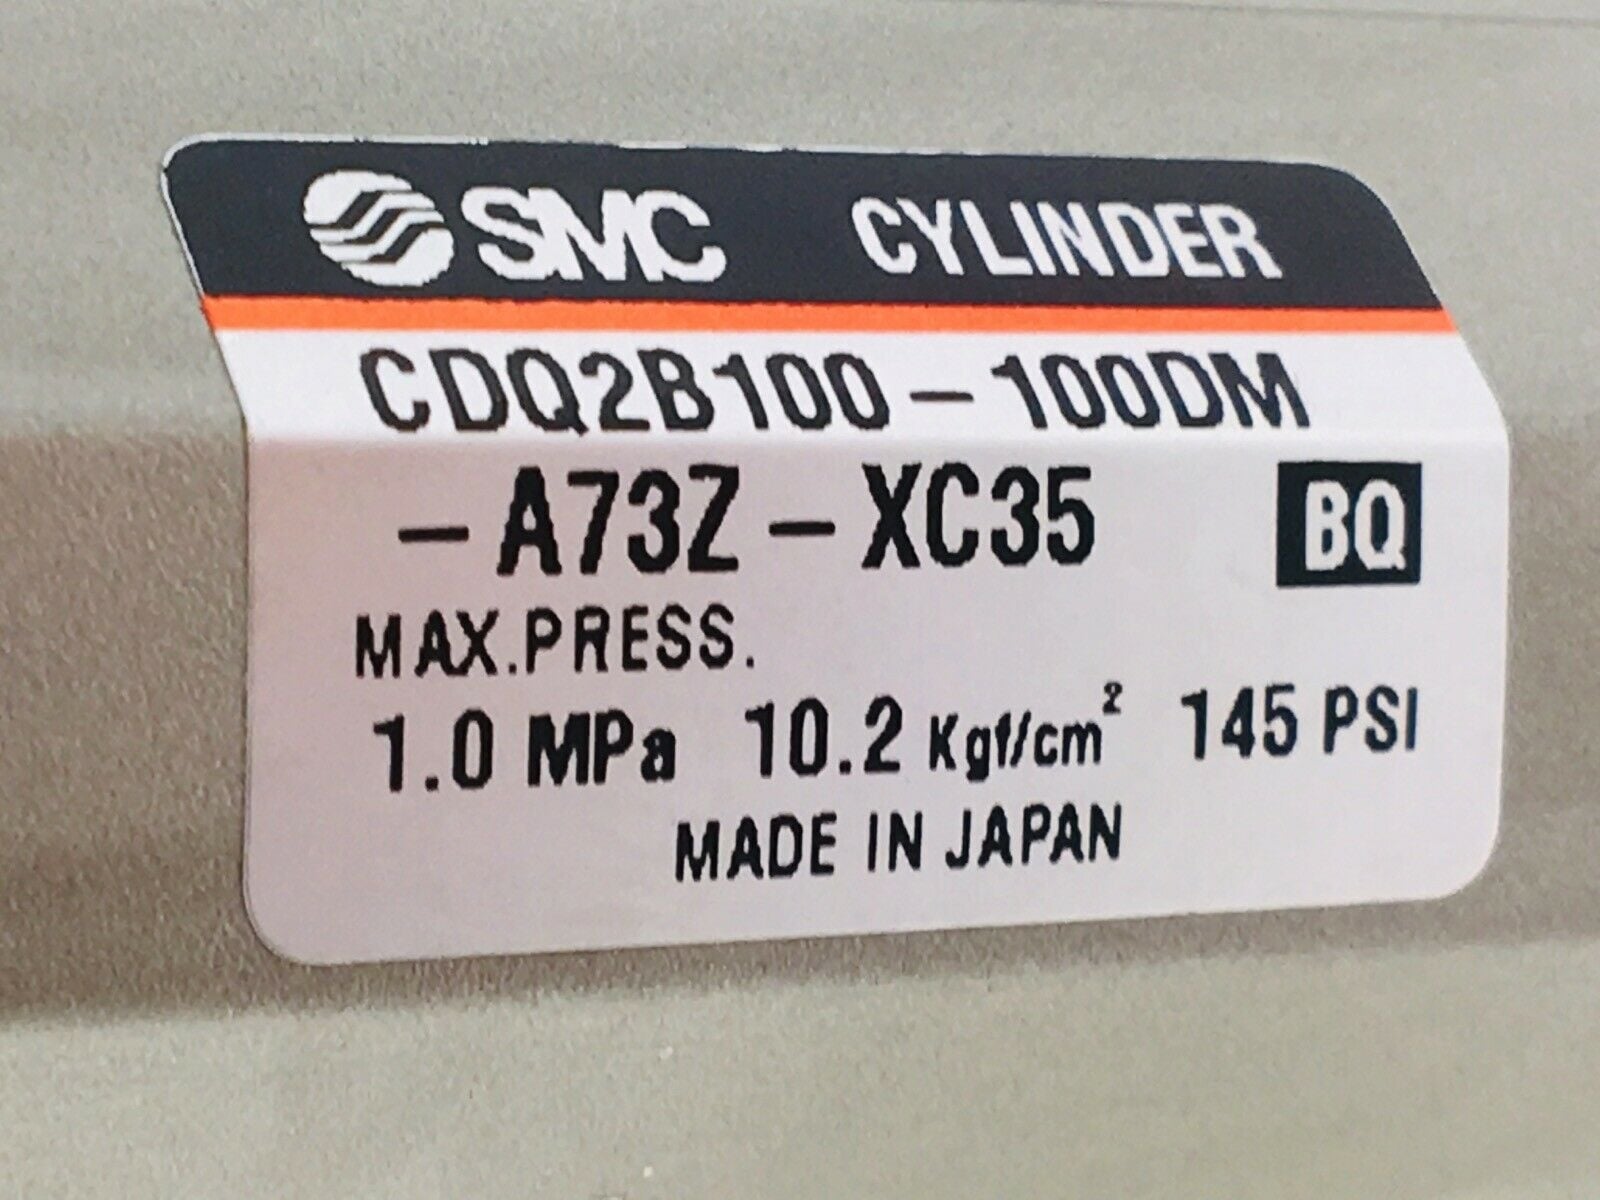 SMC CYLINDER
CDQ2B100-100DM
-A73Z-XC35 BQ
MAX.PRESS.
1.0 MPa 10.2 Kgf/cm² 145 PSI
MADE IN JAPAN